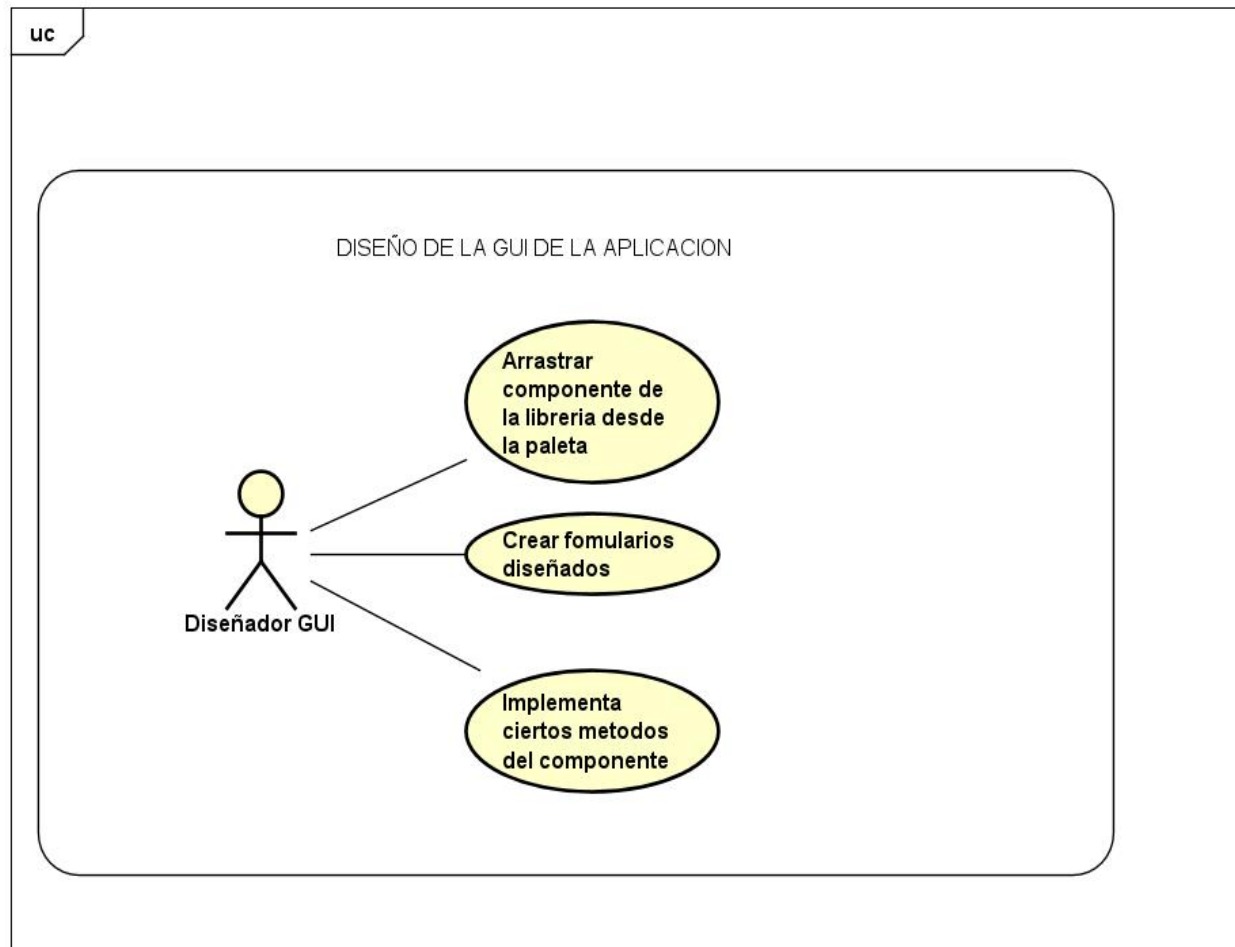 uc
DISEÑO DE LA GUI DE LA APLICACION
Arrastrar
componente de
la libreria desde
la paleta
Crear fomularios
diseñados
Diseñador GUI
Implementa
ciertos metodos
del componente